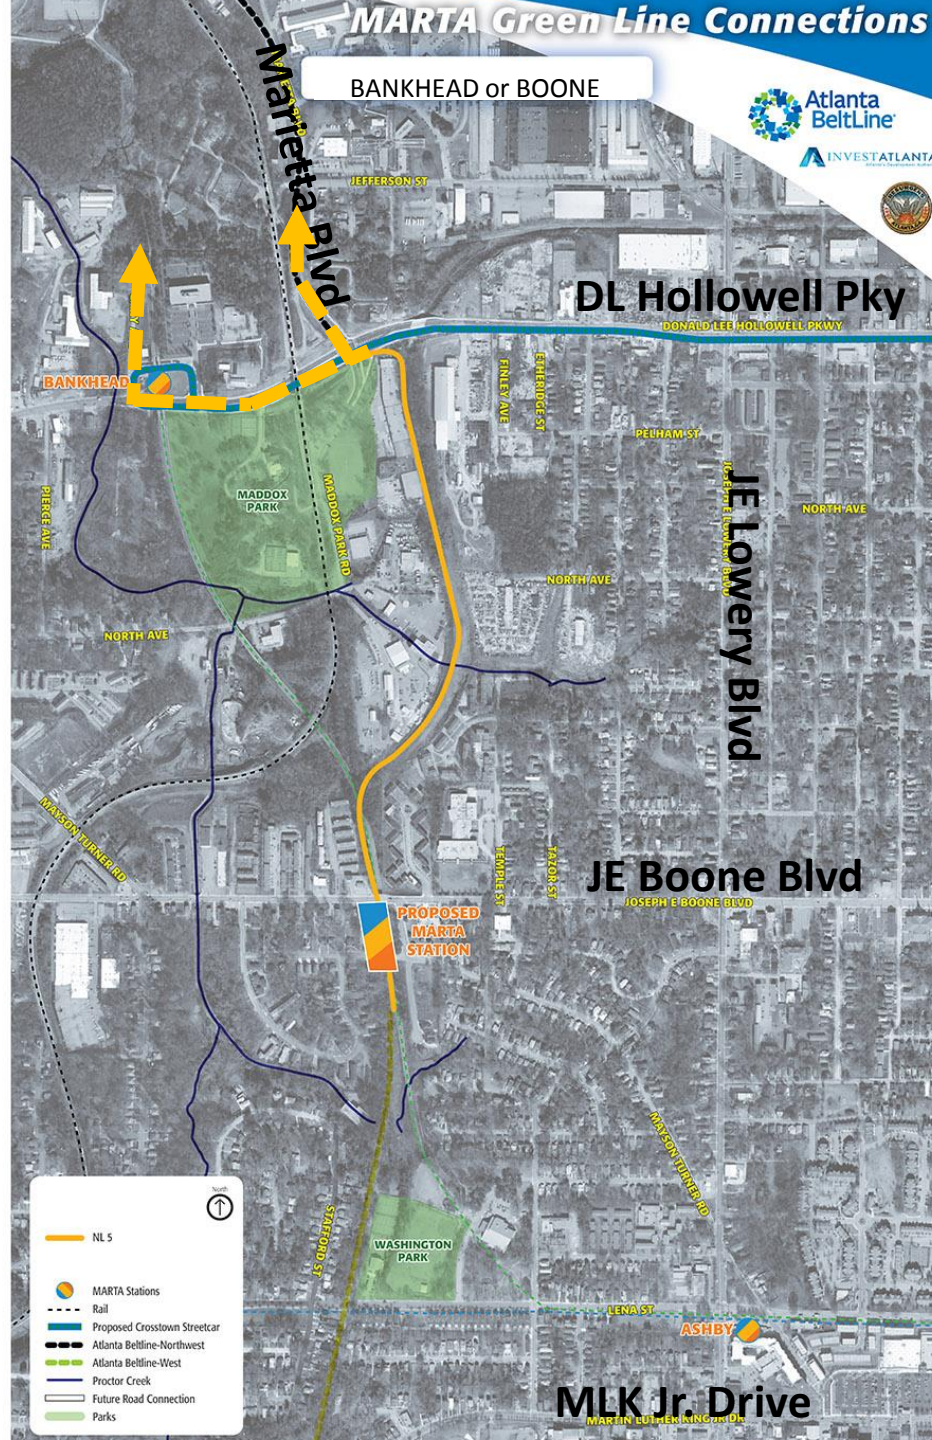 MARTA Green Line Connections
BANKHEAD or BOONE
Atlanta
BeltLine
INVEST ATLANTA
Marietta Blvd
JEFFERSON ST
DL Hollowell Pky
DONALD LEE HOLLOWELL PKWY
BANKHEAD
FINLEY AVE
ETHERIDGE ST
PELHAM ST
PIERCE AVE
MADDOX
PARK
MADDOX PARK RD
JE Lowery Blvd
NORTH AVE
NORTH AVE
NORTH AVE
MAYSON TURNER RD
TEMPLE ST
TAZOR ST
JE Boone Blvd
JOSEPH E BOONE BLVD
PROPOSED
MARTA
STATION
MAYSON TURNER RD
STAFFORD ST
WASHINGTON
PARK
LENA ST
ASHBY
MLK Jr. Drive
MARTIN LUTHER KING JR DR
North
NL 5
MARTA Stations
Rail
Proposed Crosstown Streetcar
Atlanta Beltline-Northwest
Atlanta Beltline-West
Proctor Creek
Future Road Connection
Parks